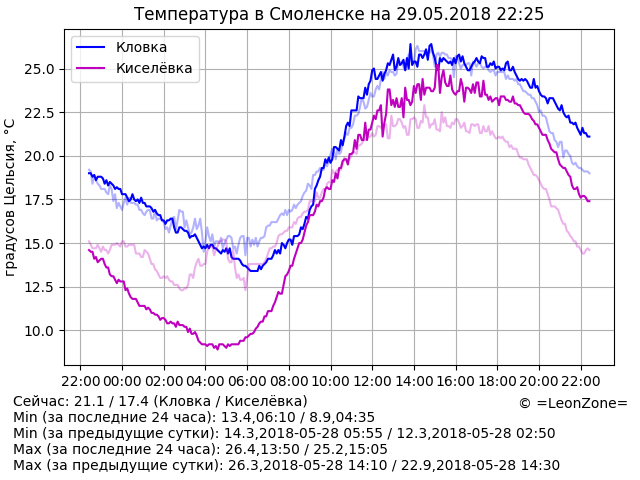 Температура в Смоленске на 29.05.2018 22:25
Кловка
Киселёвка
градусов Цельсия, °C
25.0
22.5
20.0
17.5
15.0
12.5
10.0
22:00 00:00 02:00 04:00 06:00 08:00 10:00 12:00 14:00 16:00 18:00 20:00 22:00
Сейчас: 21.1 / 17.4 (Кловка / Киселёвка)
© =LeonZone=
Min (за последние 24 часа): 13.4,06:10 / 8.9,04:35
Min (за предыдущие сутки): 14.3,2018-05-28 05:55 / 12.3,2018-05-28 02:50
Max (за последние 24 часа): 26.4,13:50 / 25.2,15:05
Max (за предыдущие сутки): 26.3,2018-05-28 14:10 / 22.9,2018-05-28 14:30